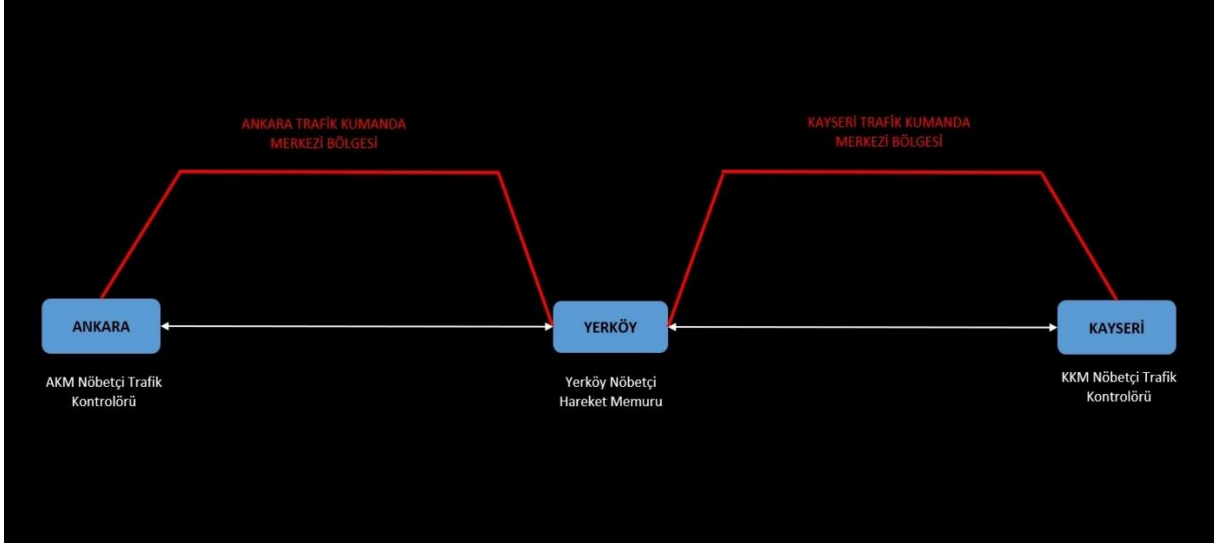 ANKARA TRAFİK KUMANDA
MERKEZİ BÖLGESİ
KAYSERİ TRAFİK KUMANDA
MERKEZİ BÖLGESİ
ANKARA
YERKÖY
KAYSERİ
AKM Nöbetçi Trafik
Kontrolörü
Yerköy Nöbetçi
Hareket Memuru
KKM Nöbetçi Trafik
Kontrolörü